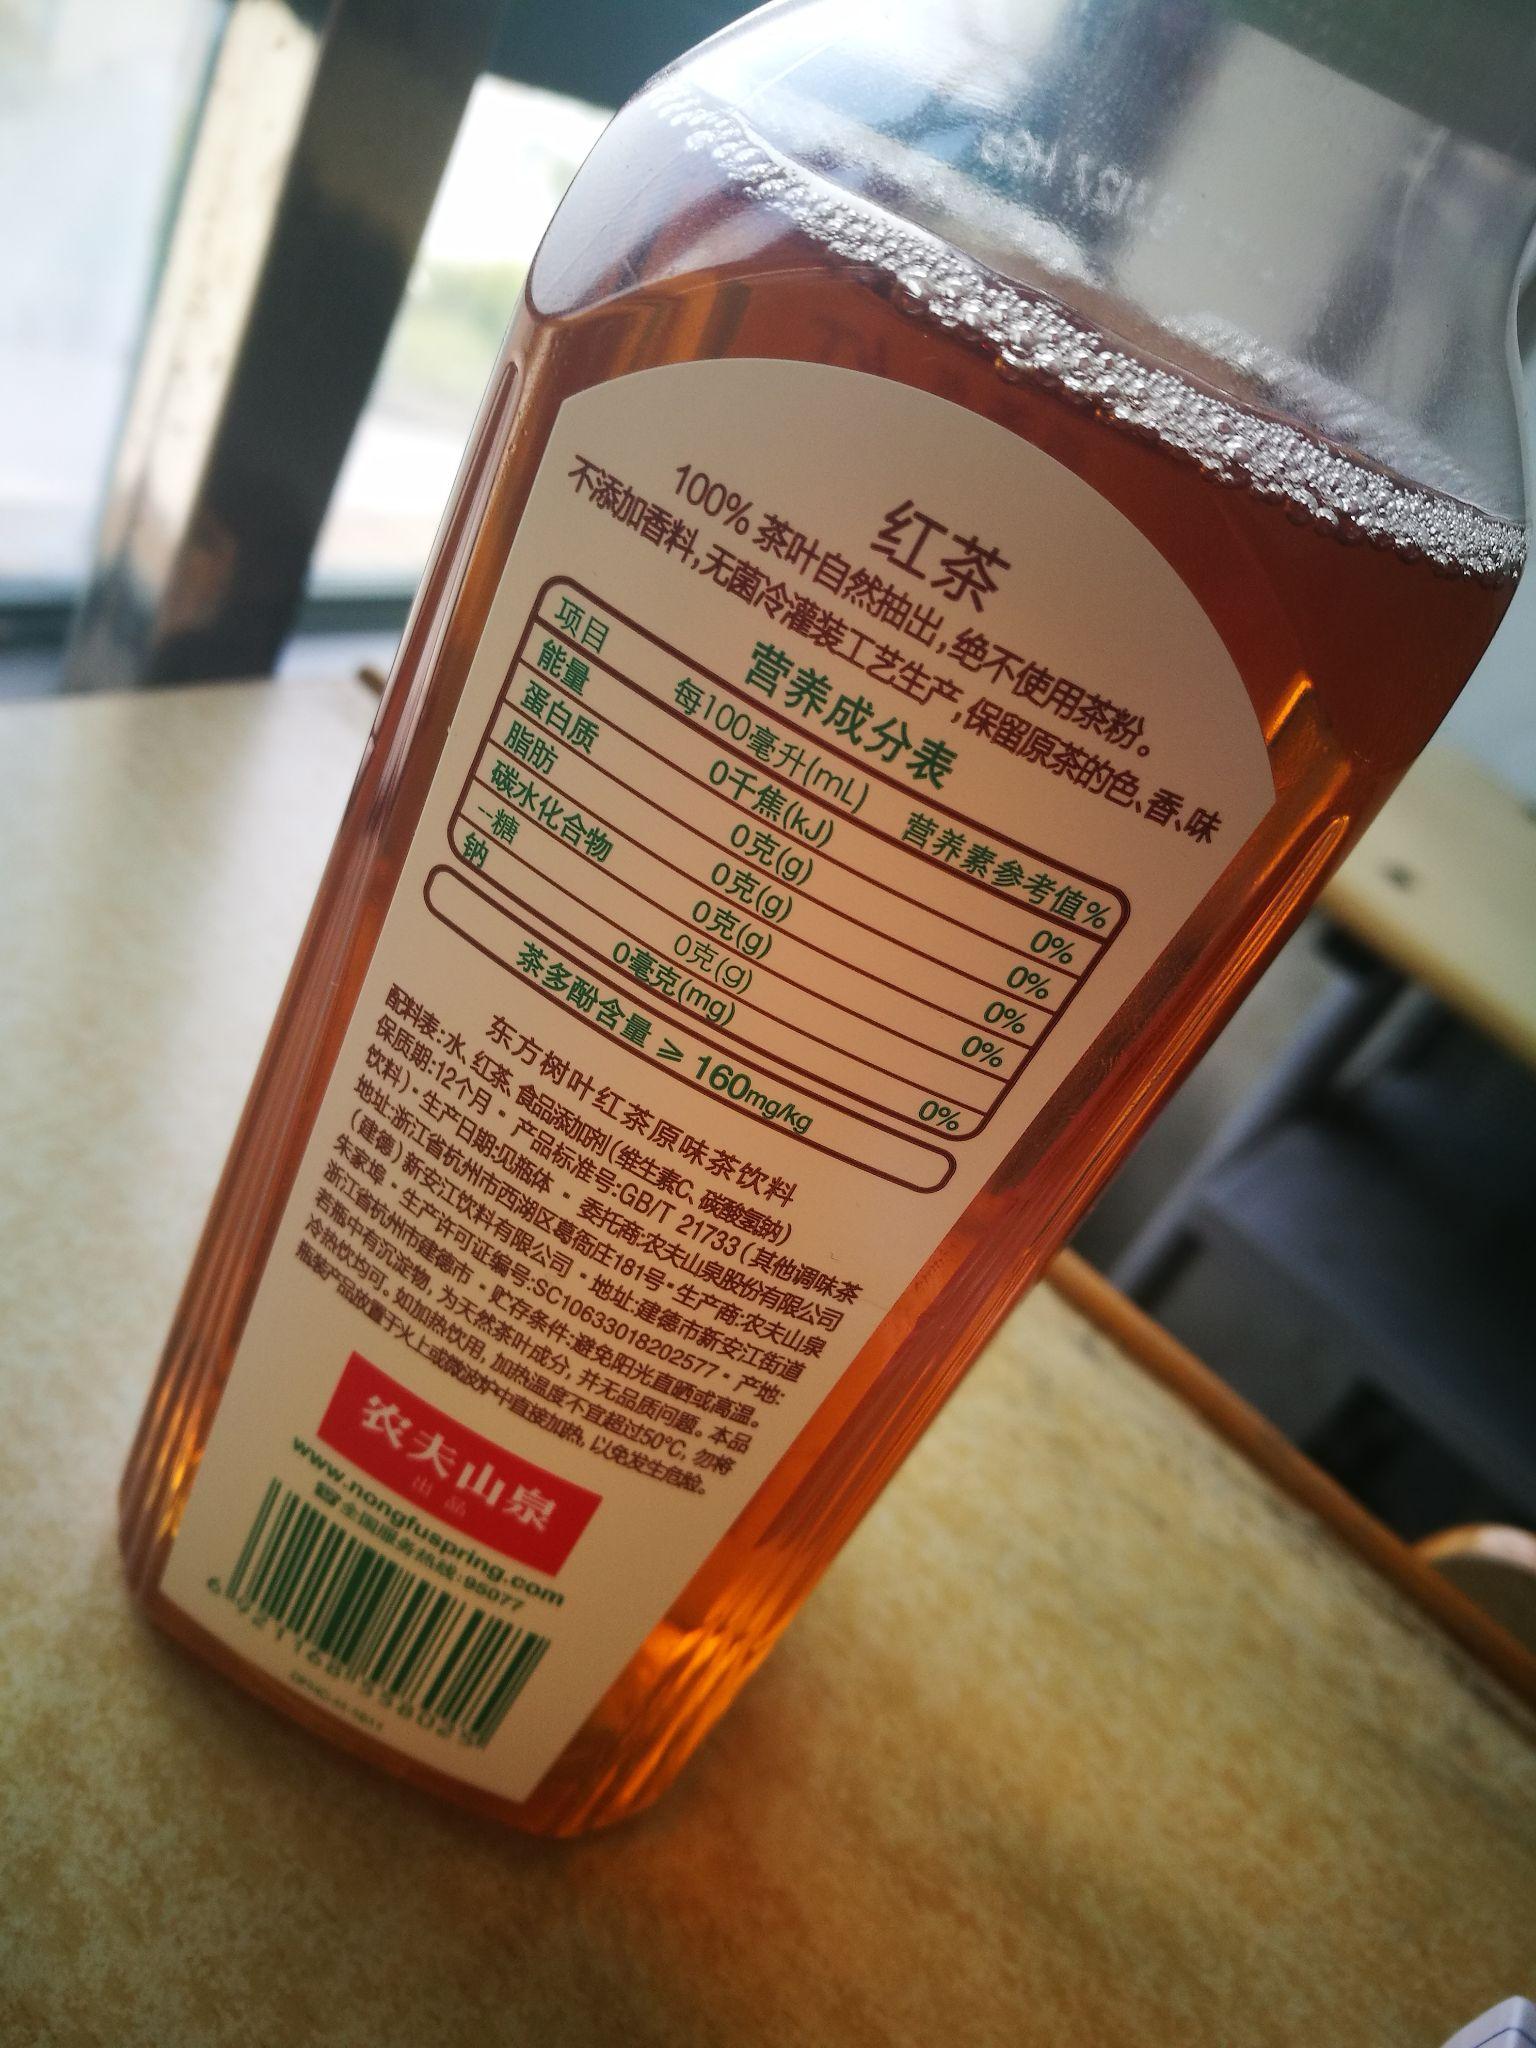 红茶
100%茶叶自然抽出,绝不使用茶粉。
不添加香料,无菌冷灌装工艺生产,保留原茶的色、香、味
营养成分表
项目 每100毫升(mL) 营养素参考值%
能量 0千焦(kJ) 0%
蛋白质 0克(g) 0%
脂肪 0克(g) 0%
碳水化合物 0克(g) 0%
—糖 0克(g)
钠 0毫克(mg) 0%
茶多酚含量 ≥ 160mg/kg
东方树叶红茶原味茶饮料
配料表:水、红茶、食品添加剂(维生素C、碳酸氢钠)
保质期:12个月·产品标准号:GB/T 21733(其他调味茶
饮料)·生产日期:见瓶体·委托商:农夫山泉股份有限公司
地址:浙江省杭州市西湖区葛衙庄181号·生产商:农夫山泉
(建德)新安江饮料有限公司·地址:建德市新安江街道
朱家埠·生产许可证编号:SC10633018202577·产地:
浙江省杭州市建德市·贮存条件:避免阳光直晒或高温。
若瓶中有沉淀物,为天然茶叶成分,并无品质问题。本品
冷热饮均可。如加热饮用,加热温度不宜超过50℃,勿将
瓶装产品放置于火上或微波炉中直接加热,以免发生危险。
农夫山泉
出品
www.nongfuspring.com
全国服务热线:95077
6 921168 558025